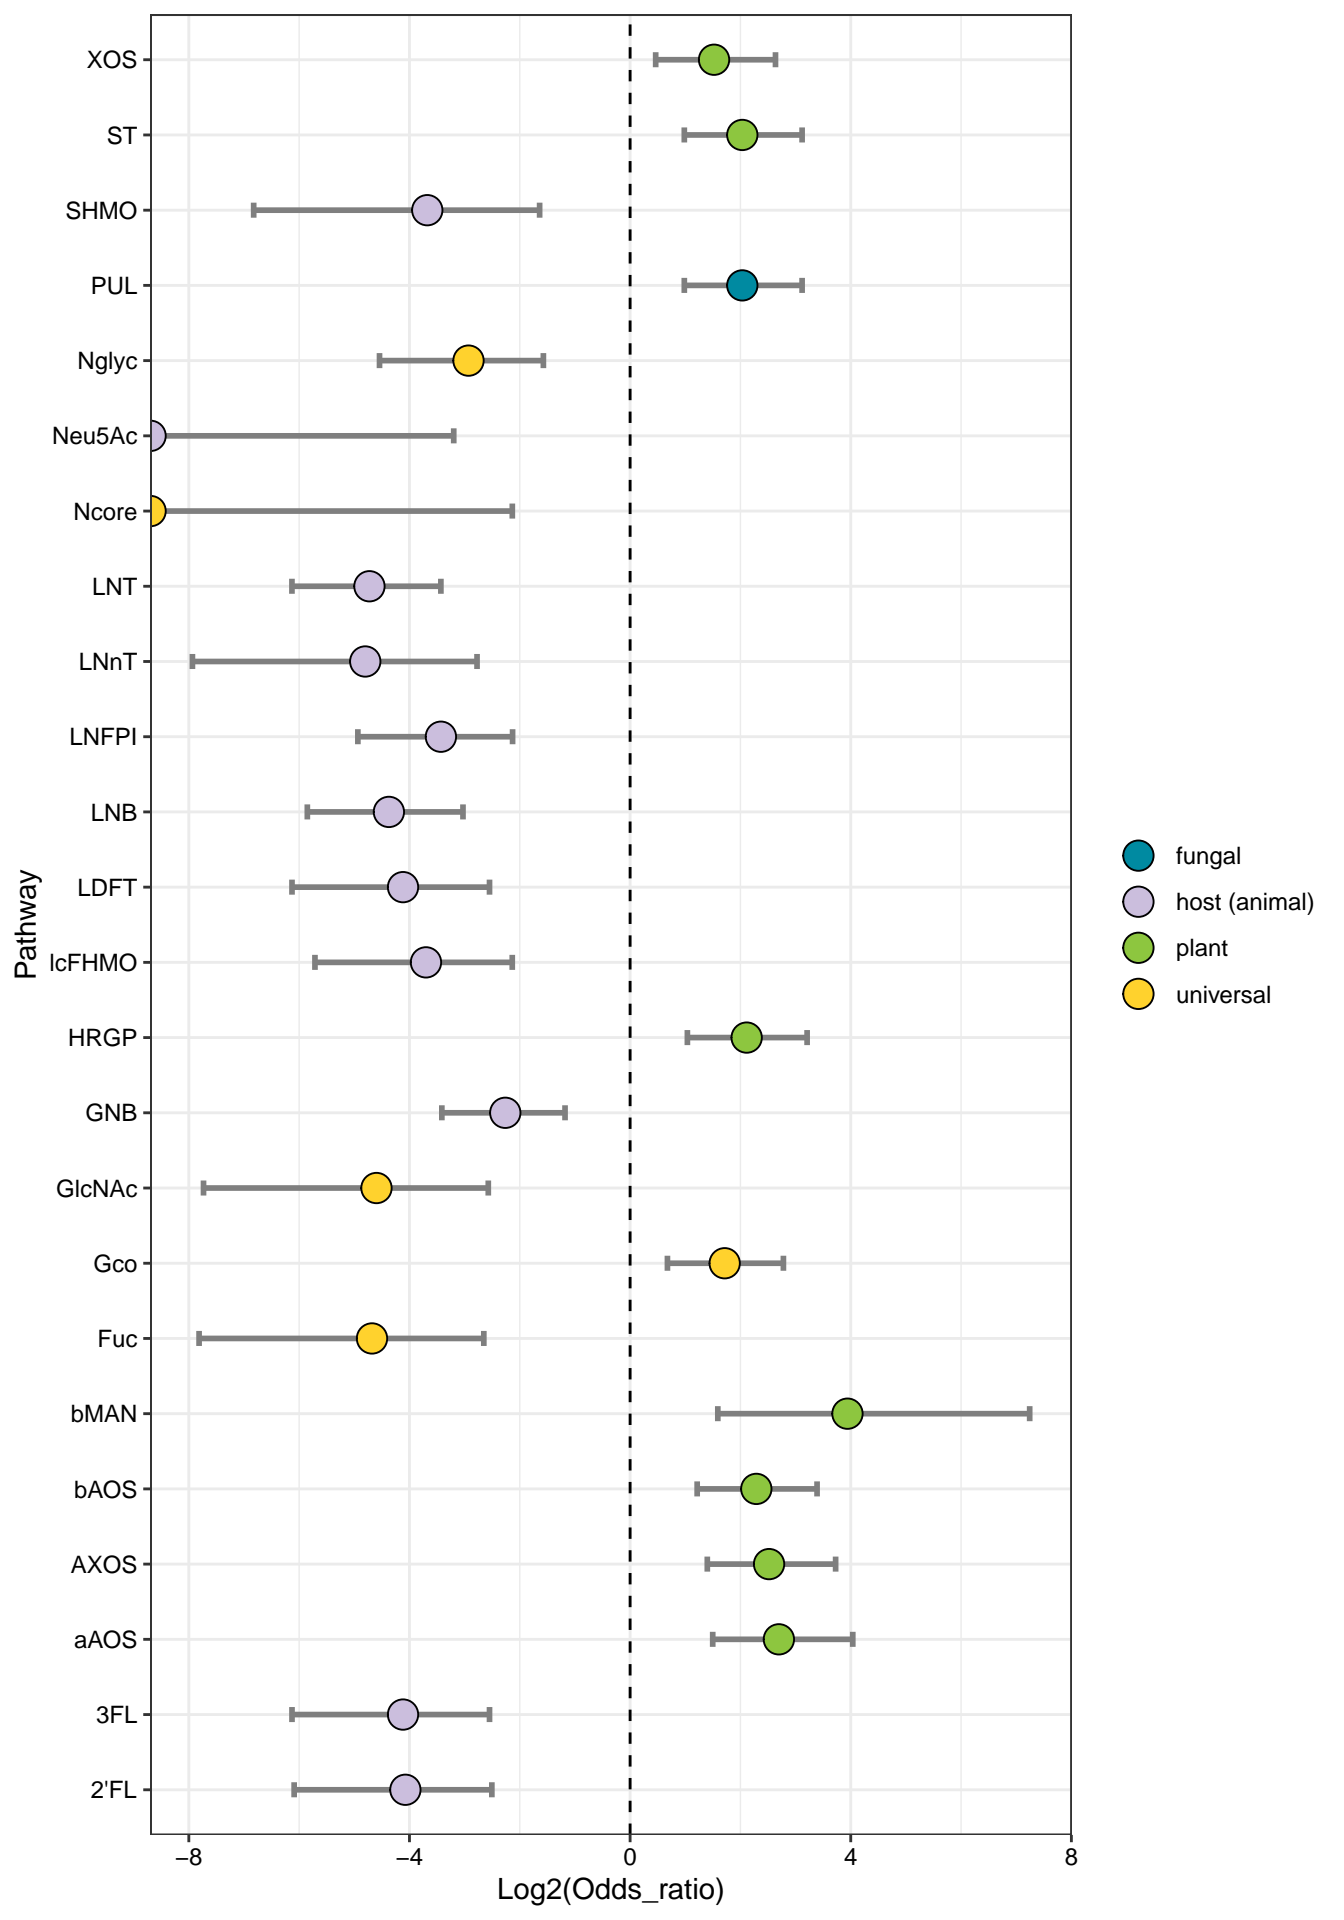 XOS
ST
SHMO
PUL
Nglyc
Neu5Ac
Ncore
LNT
LNnT
LNFPI
LNB
LDFT
lcFHMO
HRGP
GNB
GlcNAc
Gco
Fuc
bMAN
bAOS
AXOS
aAOS
3FL
2'FL
Pathway
−8 −4 0 4 8
Log2(Odds_ratio)
fungal
host (animal)
plant
universal